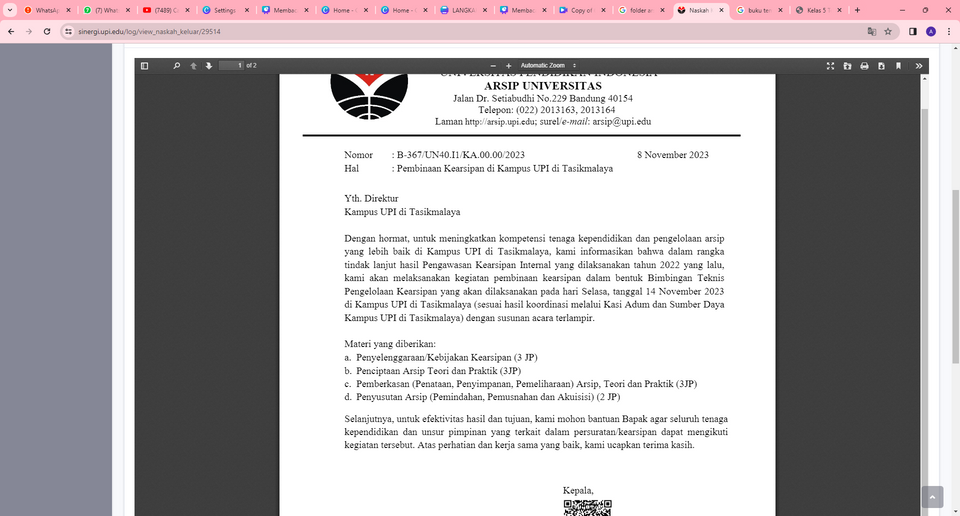 WhatsAp
(7) What
(7489) C
Settings
Membac
Home -
Home -
LANGKA
Membac
Copy of
folder er
Naskah
buku ter
Kelas 5 T
sinergi.upi.edu/log/view_naskah_keluar/29514
A
1 of 2
Automatic Zoom
UNIVERSITAS PENDIDIKAN INDONESIA
ARSIP UNIVERSITAS
Jalan Dr. Setiabudhi No.229 Bandung 40154
Telepon: (022) 2013163, 2013164
Laman http://arsip.upi.edu; surel/e-mail: arsip@upi.edu
Nomor : B-367/UN40.I1/KA.00.00/2023 8 November 2023
Hal : Pembinaan Kearsipan di Kampus UPI di Tasikmalaya
Yth. Direktur
Kampus UPI di Tasikmalaya
Dengan hormat, untuk meningkatkan kompetensi tenaga kependidikan dan pengelolaan arsip
yang lebih baik di Kampus UPI di Tasikmalaya, kami informasikan bahwa dalam rangka
tindak lanjut hasil Pengawasan Kearsipan Internal yang dilaksanakan tahun 2022 yang lalu,
kami akan melaksanakan kegiatan pembinaan kearsipan dalam bentuk Bimbingan Teknis
Pengelolaan Kearsipan yang akan dilaksanakan pada hari Selasa, tanggal 14 November 2023
di Kampus UPI di Tasikmalaya (sesuai hasil koordinasi melalui Kasi Adum dan Sumber Daya
Kampus UPI di Tasikmalaya) dengan susunan acara terlampir.
Materi yang diberikan:
a. Penyelenggaraan/Kebijakan Kearsipan (3 JP)
b. Penciptaan Arsip Teori dan Praktik (3JP)
c. Pemberkasan (Penataan, Penyimpanan, Pemeliharaan) Arsip, Teori dan Praktik (3JP)
d. Penyusutan Arsip (Pemindahan, Pemusnahan dan Akuisisi) (2 JP)
Selanjutnya, untuk efektivitas hasil dan tujuan, kami mohon bantuan Bapak agar seluruh tenaga
kependidikan dan unsur pimpinan yang terkait dalam persuratan/kearsipan dapat mengikuti
kegiatan tersebut. Atas perhatian dan kerja sama yang baik, kami ucapkan terima kasih.
Kepala,